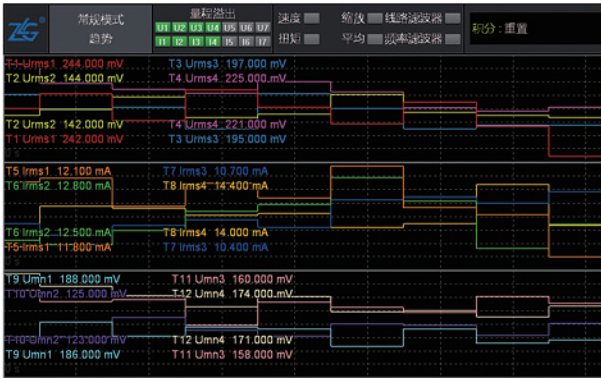 ZLG
常规模式
趋势
量程溢出
U1 U2 U3 U4 U5 U6 U7
I1 I2 I3 I4 I5 I6 I7
速度
扭矩
缩放 线路滤波器
平均 频率滤波器
积分：重置
T1 Urms1 244.000 mV T3 Urms3 197.000 mV
T2 Urms2 144.000 mV T4 Urms4 225.000 mV
T2 Urms2 142.000 mV T4 Urms4 221.000 mV
T1 Urms1 242.000 mV T3 Urms3 195.000 mV
T5 Irms1 12.100 mA T7 Irms3 10.700 mA
T6 Irms2 12.800 mA T8 Irms4 14.400 mA
T6 Irms2 12.500 mA T8 Irms4 14.000 mA
T5 Irms1 11.800 mA T7 Irms3 10.400 mA
T9 Umn1 188.000 mV T11 Umn3 160.000 mV
T10 Umn2 125.000 mV T12 Umn4 174.000 mV
T10 Umn2 123.000 mV T12 Umn4 171.000 mV
T9 Umn1 186.000 mV T11 Umn3 158.000 mV